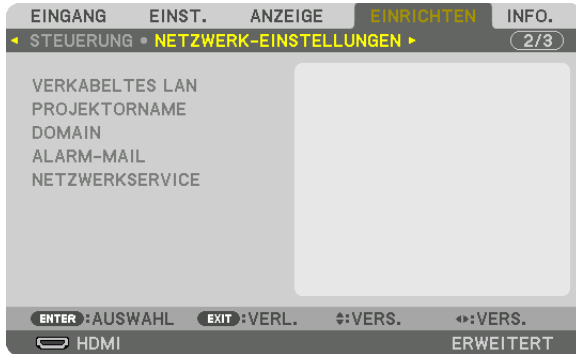 EINGANG EINST. ANZEIGE EINRICHTEN INFO.
STEUERUNG • NETZWERK-EINSTELLUNGEN 2/3
VERKABELTES LAN
PROJEKTORNAME
DOMAIN
ALARM-MAIL
NETZWERKSERVICE
ENTER :AUSWAHL EXIT :VERL. :VERS. :VERS.
HDMI ERWEITERT